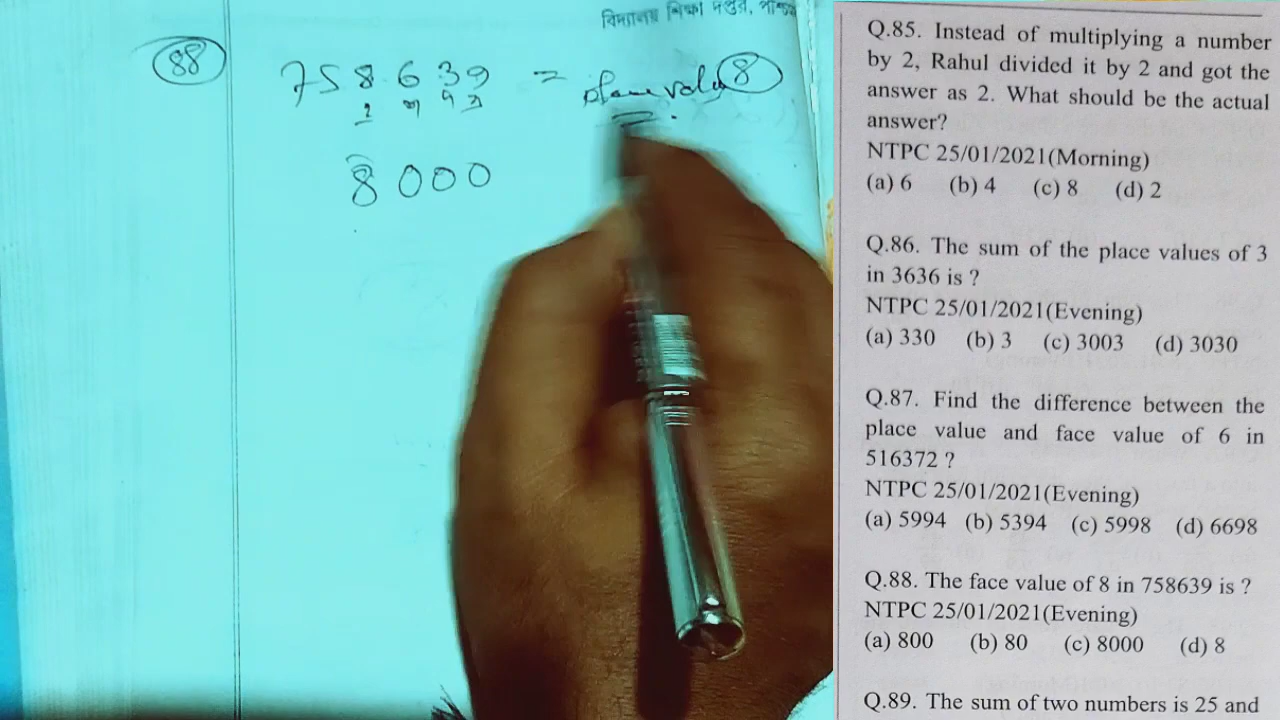 বিদ্যালয় শিক্ষা দপ্তর,
88
758639 = place value 8
8000
Q.85. Instead of multiplying a number
by 2, Rahul divided it by 2 and got the
answer as 2. What should be the actual
answer?
NTPC 25/01/2021(Morning)
(a) 6 (b) 4 (c) 8 (d) 2
Q.86. The sum of the place values of 3
in 3636 is ?
NTPC 25/01/2021(Evening)
(a) 330 (b) 3 (c) 3003 (d) 3030
Q.87. Find the difference between the
place value and face value of 6 in
516372 ?
NTPC 25/01/2021(Evening)
(a) 5994 (b) 5394 (c) 5998 (d) 6698
Q.88. The face value of 8 in 758639 is ?
NTPC 25/01/2021(Evening)
(a) 800 (b) 80 (c) 8000 (d) 8
Q.89. The sum of two numbers is 25 and